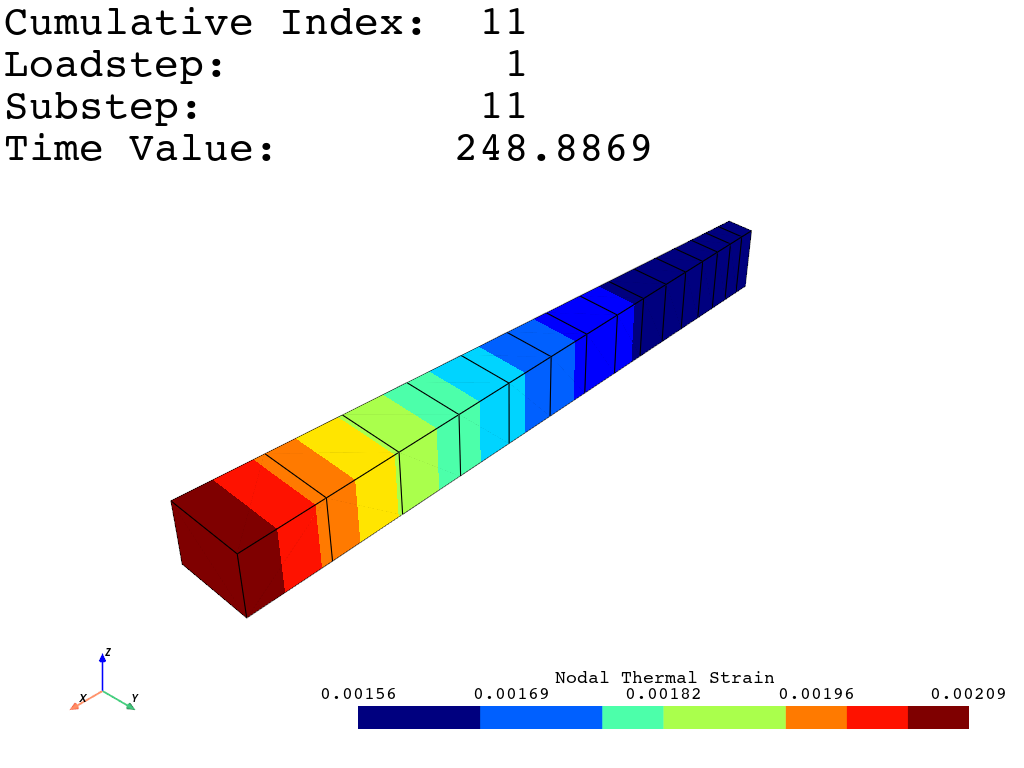 Cumulative Index: 11
Loadstep: 1
Substep: 11
Time Value: 248.8869
Z
X Y
Nodal Thermal Strain
0.00156 0.00169 0.00182 0.00196 0.00209